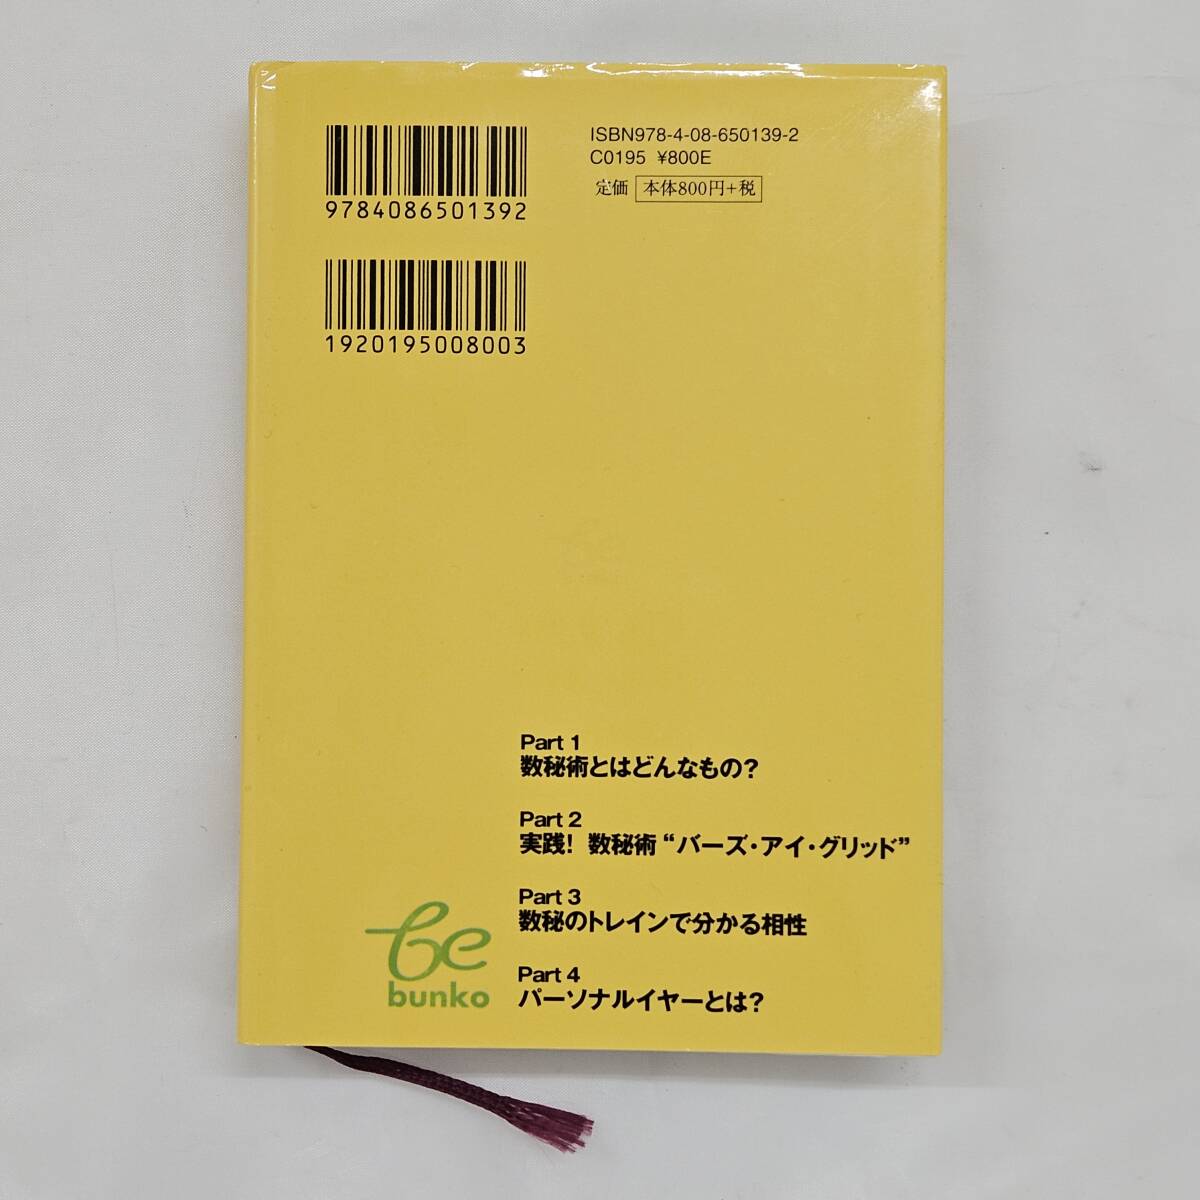 9784086501392
1920195008003
ISBN978-4-08-650139-2
C0195 ¥800E
定価 本体800円+税
Part 1
数秘術とはどんなもの?
Part 2
実践! 数秘術“バーズ・アイ・グリッド”
Part 3
数秘のトレインで分かる相性
Part 4
パーソナルイヤーとは?
be
bunko